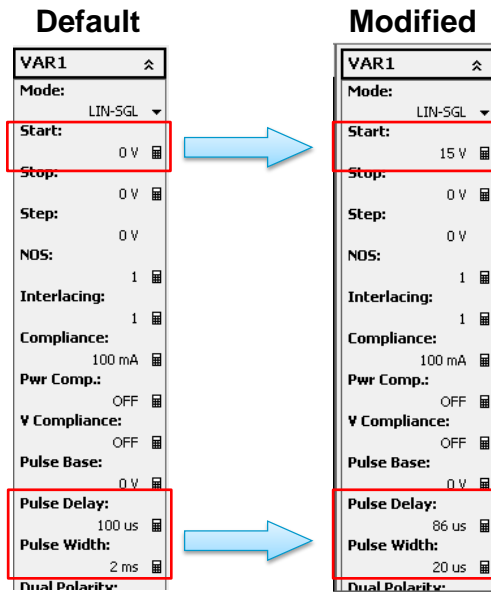 Default
VAR1
Mode:
LIN-SGL
Start:
0 V
Stop:
0 V
Step:
0 V
NOS:
1
Interlacing:
1
Compliance:
100 mA
Pwr Comp.:
OFF
V Compliance:
OFF
Pulse Base:
0 V
Pulse Delay:
100 us
Pulse Width:
2 ms
Dual Polarity:
Modified
VAR1
Mode:
LIN-SGL
Start:
15 V
Stop:
0 V
Step:
0 V
NOS:
1
Interlacing:
1
Compliance:
100 mA
Pwr Comp.:
OFF
V Compliance:
OFF
Pulse Base:
0 V
Pulse Delay:
86 us
Pulse Width:
20 us
Dual Polarity: